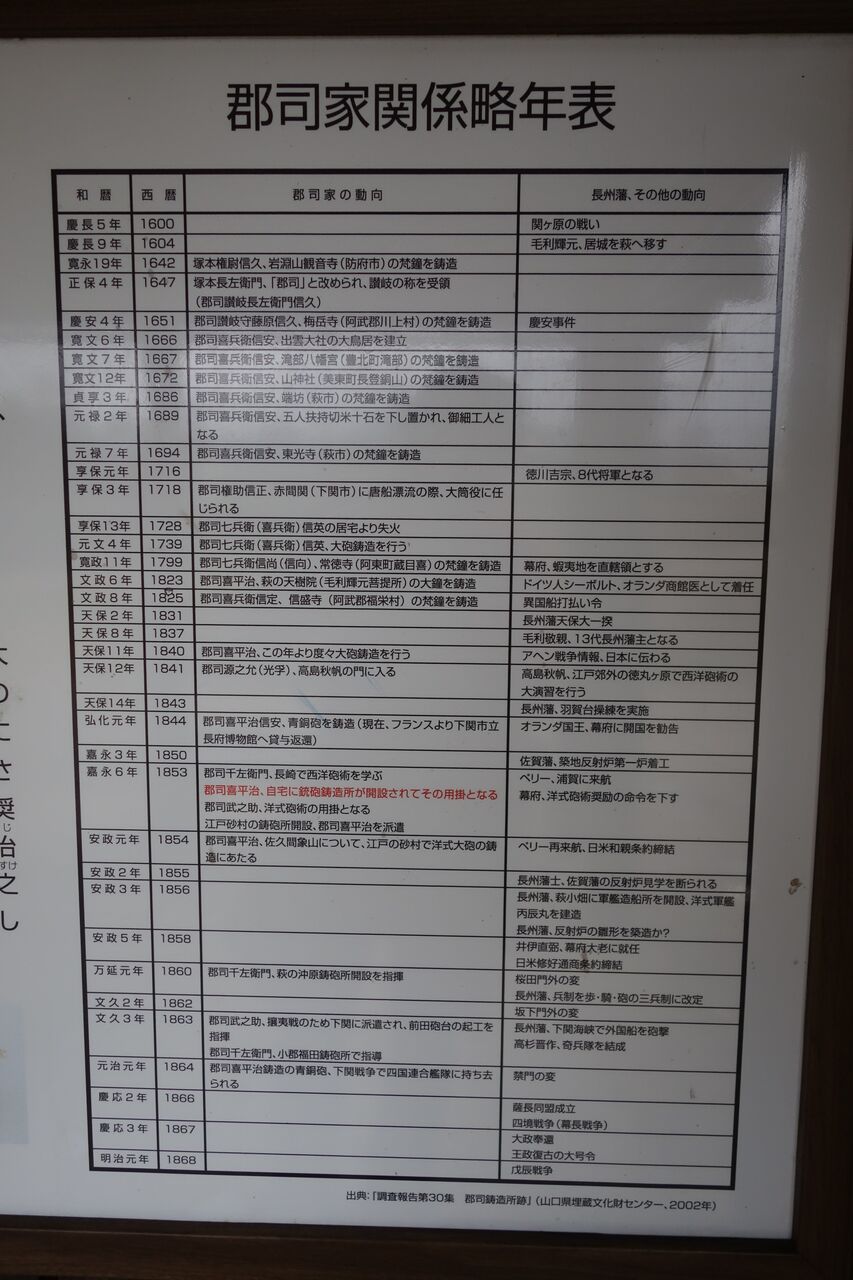 郡司家関係略年表
和暦 西暦 郡司家の動向 長州藩、その他の動向
慶長5年 1600 関ヶ原の戦い
慶長9年 1604 毛利輝元、居城を萩へ移す
寛永19年 1642 塚本権尉信久、岩淵山観音寺(防府市)の梵鐘を鋳造
正保4年 1647 塚本長左衛門、「郡司」と改められ、讃岐の称を受領
(郡司讃岐長左衛門信久)
慶安4年 1651 郡司讃岐守藤原信久、梅岳寺(阿武郡川上村)の梵鐘を鋳造 慶安事件
寛文6年 1666 郡司喜兵衛信安、出雲大社の大鳥居を建立
寛文7年 1667 郡司喜兵衛信安、滝部八幡宮(豊北町滝部)の梵鐘を鋳造
寛文12年 1672 郡司喜兵衛信安、山神社(美東町長登銅山)の梵鐘を鋳造
貞享3年 1686 郡司喜兵衛信安、端坊(萩市)の梵鐘を鋳造
元禄2年 1689 郡司喜兵衛信安、五人扶持切米十石を下し置かれ、御細工人と
なる
元禄7年 1694 郡司喜兵衛信安、東光寺(萩市)の梵鐘を鋳造
享保元年 1716 徳川吉宗、8代将軍となる
享保3年 1718 郡司権助信正、赤間関(下関市)に唐船漂流の際、大筒役に任
じられる
享保13年 1728 郡司七兵衛(喜兵衛)信英の居宅より失火
元文4年 1739 郡司七兵衛(喜兵衛)信英、大砲鋳造を行う
寛政11年 1799 郡司七兵衛信尚(信向)、常徳寺(阿東町蔵目喜)の梵鐘を鋳造 幕府、蝦夷地を直轄領とする
文政6年 1823 郡司喜平治、萩の天樹院(毛利輝元菩提所)の大鐘を鋳造 ドイツ人シーボルト、オランダ商館医として着任
文政8年 1825 郡司喜兵衛信定、信盛寺(阿武郡福栄村)の梵鐘を鋳造 異国船打払い令
天保2年 1831 長州藩天保大一揆
天保8年 1837 毛利敬親、13代長州藩主となる
天保11年 1840 郡司喜平治、この年より度々大砲鋳造を行う アヘン戦争情報、日本に伝わる
天保12年 1841 郡司源之允(光孚)、高島秋帆の門に入る 高島秋帆、江戸郊外の徳丸ヶ原で西洋砲術の
大演習を行う
天保14年 1843 長州藩、羽賀台操練を実施
弘化元年 1844 郡司喜平治信安、青銅砲を鋳造(現在、フランスより下関市立 オランダ国王、幕府に開国を勧告
長府博物館へ貸与返還)
嘉永3年 1850 佐賀藩、築地反射炉第一炉着工
嘉永6年 1853 郡司千左衛門、長崎で西洋砲術を学ぶ ペリー、浦賀に来航
郡司喜平治、自宅に銃砲鋳造所が開設されてその用掛となる 幕府、洋式砲術奨励の命令を下す
郡司武之助、洋式砲術の用掛となる
江戸砂村の鋳砲所開設、郡司喜平治を派遣
安政元年 1854 郡司喜平治、佐久間象山について、江戸の砂村で洋式大砲の鋳 ペリー再来航、日米和親条約締結
造にあたる
安政2年 1855 長州藩士、佐賀藩の反射炉見学を断られる
安政3年 1856 長州藩、萩小畑に軍艦造船所を開設、洋式軍艦
丙辰丸を建造
長州藩、反射炉の雛形を築造か?
安政5年 1858 井伊直弼、幕府大老に就任
日米修好通商条約締結
万延元年 1860 郡司千左衛門、萩の沖原鋳砲所開設を指揮 桜田門外の変
長州藩、兵制を歩・騎・砲の三兵制に改定
文久2年 1862 坂下門外の変
文久3年 1863 郡司武之助、攘夷戦のため下関に派遣され、前田砲台の起工を 長州藩、下関海峡で外国船を砲撃
指揮 高杉晋作、奇兵隊を結成
郡司千左衛門、小郡福田鋳砲所で指導
元治元年 1864 郡司喜平治鋳造の青銅砲、下関戦争で四国連合艦隊に持ち去 禁門の変
られる
慶応2年 1866 薩長同盟成立
四境戦争(幕長戦争)
慶応3年 1867 大政奉還
王政復古の大号令
明治元年 1868 戊辰戦争
出典:「調査報告第30集 郡司鋳造所跡」(山口県埋蔵文化財センター、2002年)
大
の
に
さ
奨
治
じ
之
すけ
し